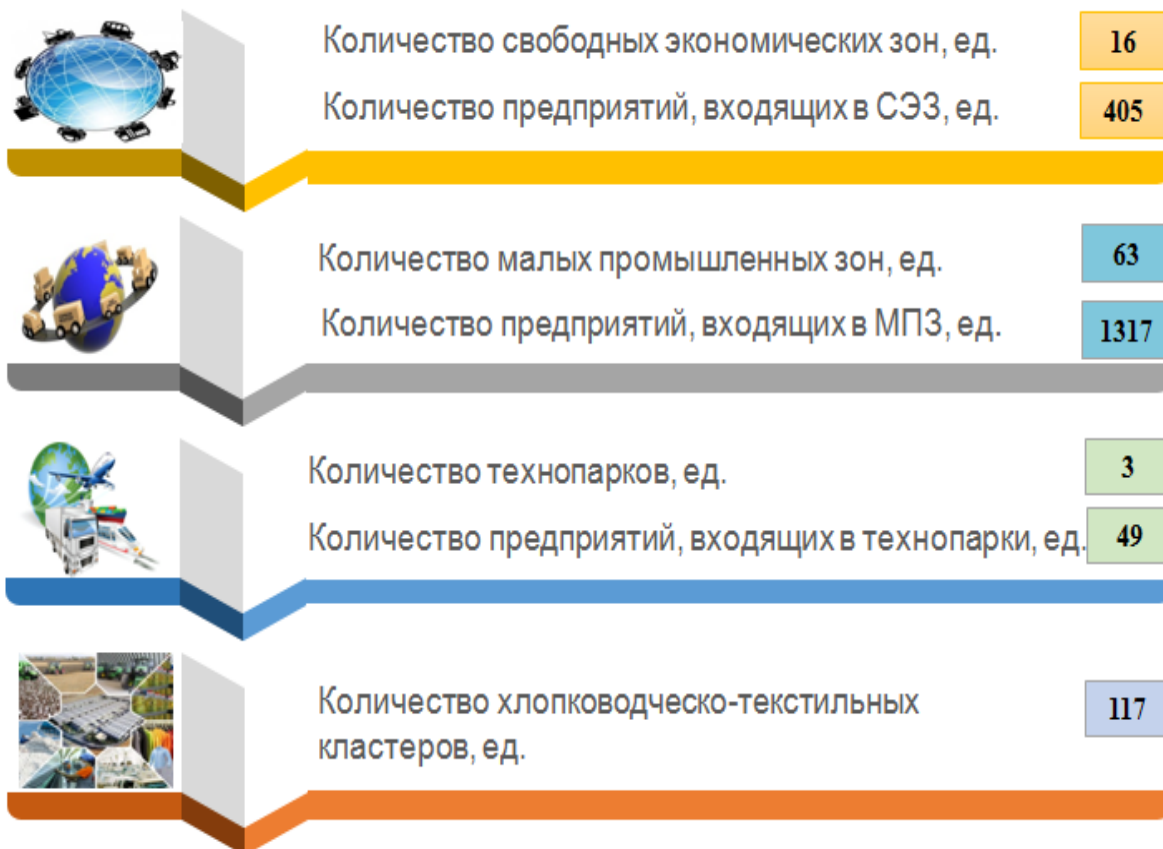 Количество свободных экономических зон, ед. 16
Количество предприятий, входящих в СЭЗ, ед. 405
Количество малых промышленных зон, ед. 63
Количество предприятий, входящих в МПЗ, ед. 1317
Количество технопарков, ед. 3
Количество предприятий, входящих в технопарки, ед. 49
Количество хлопководческо-текстильных 117
кластеров, ед.